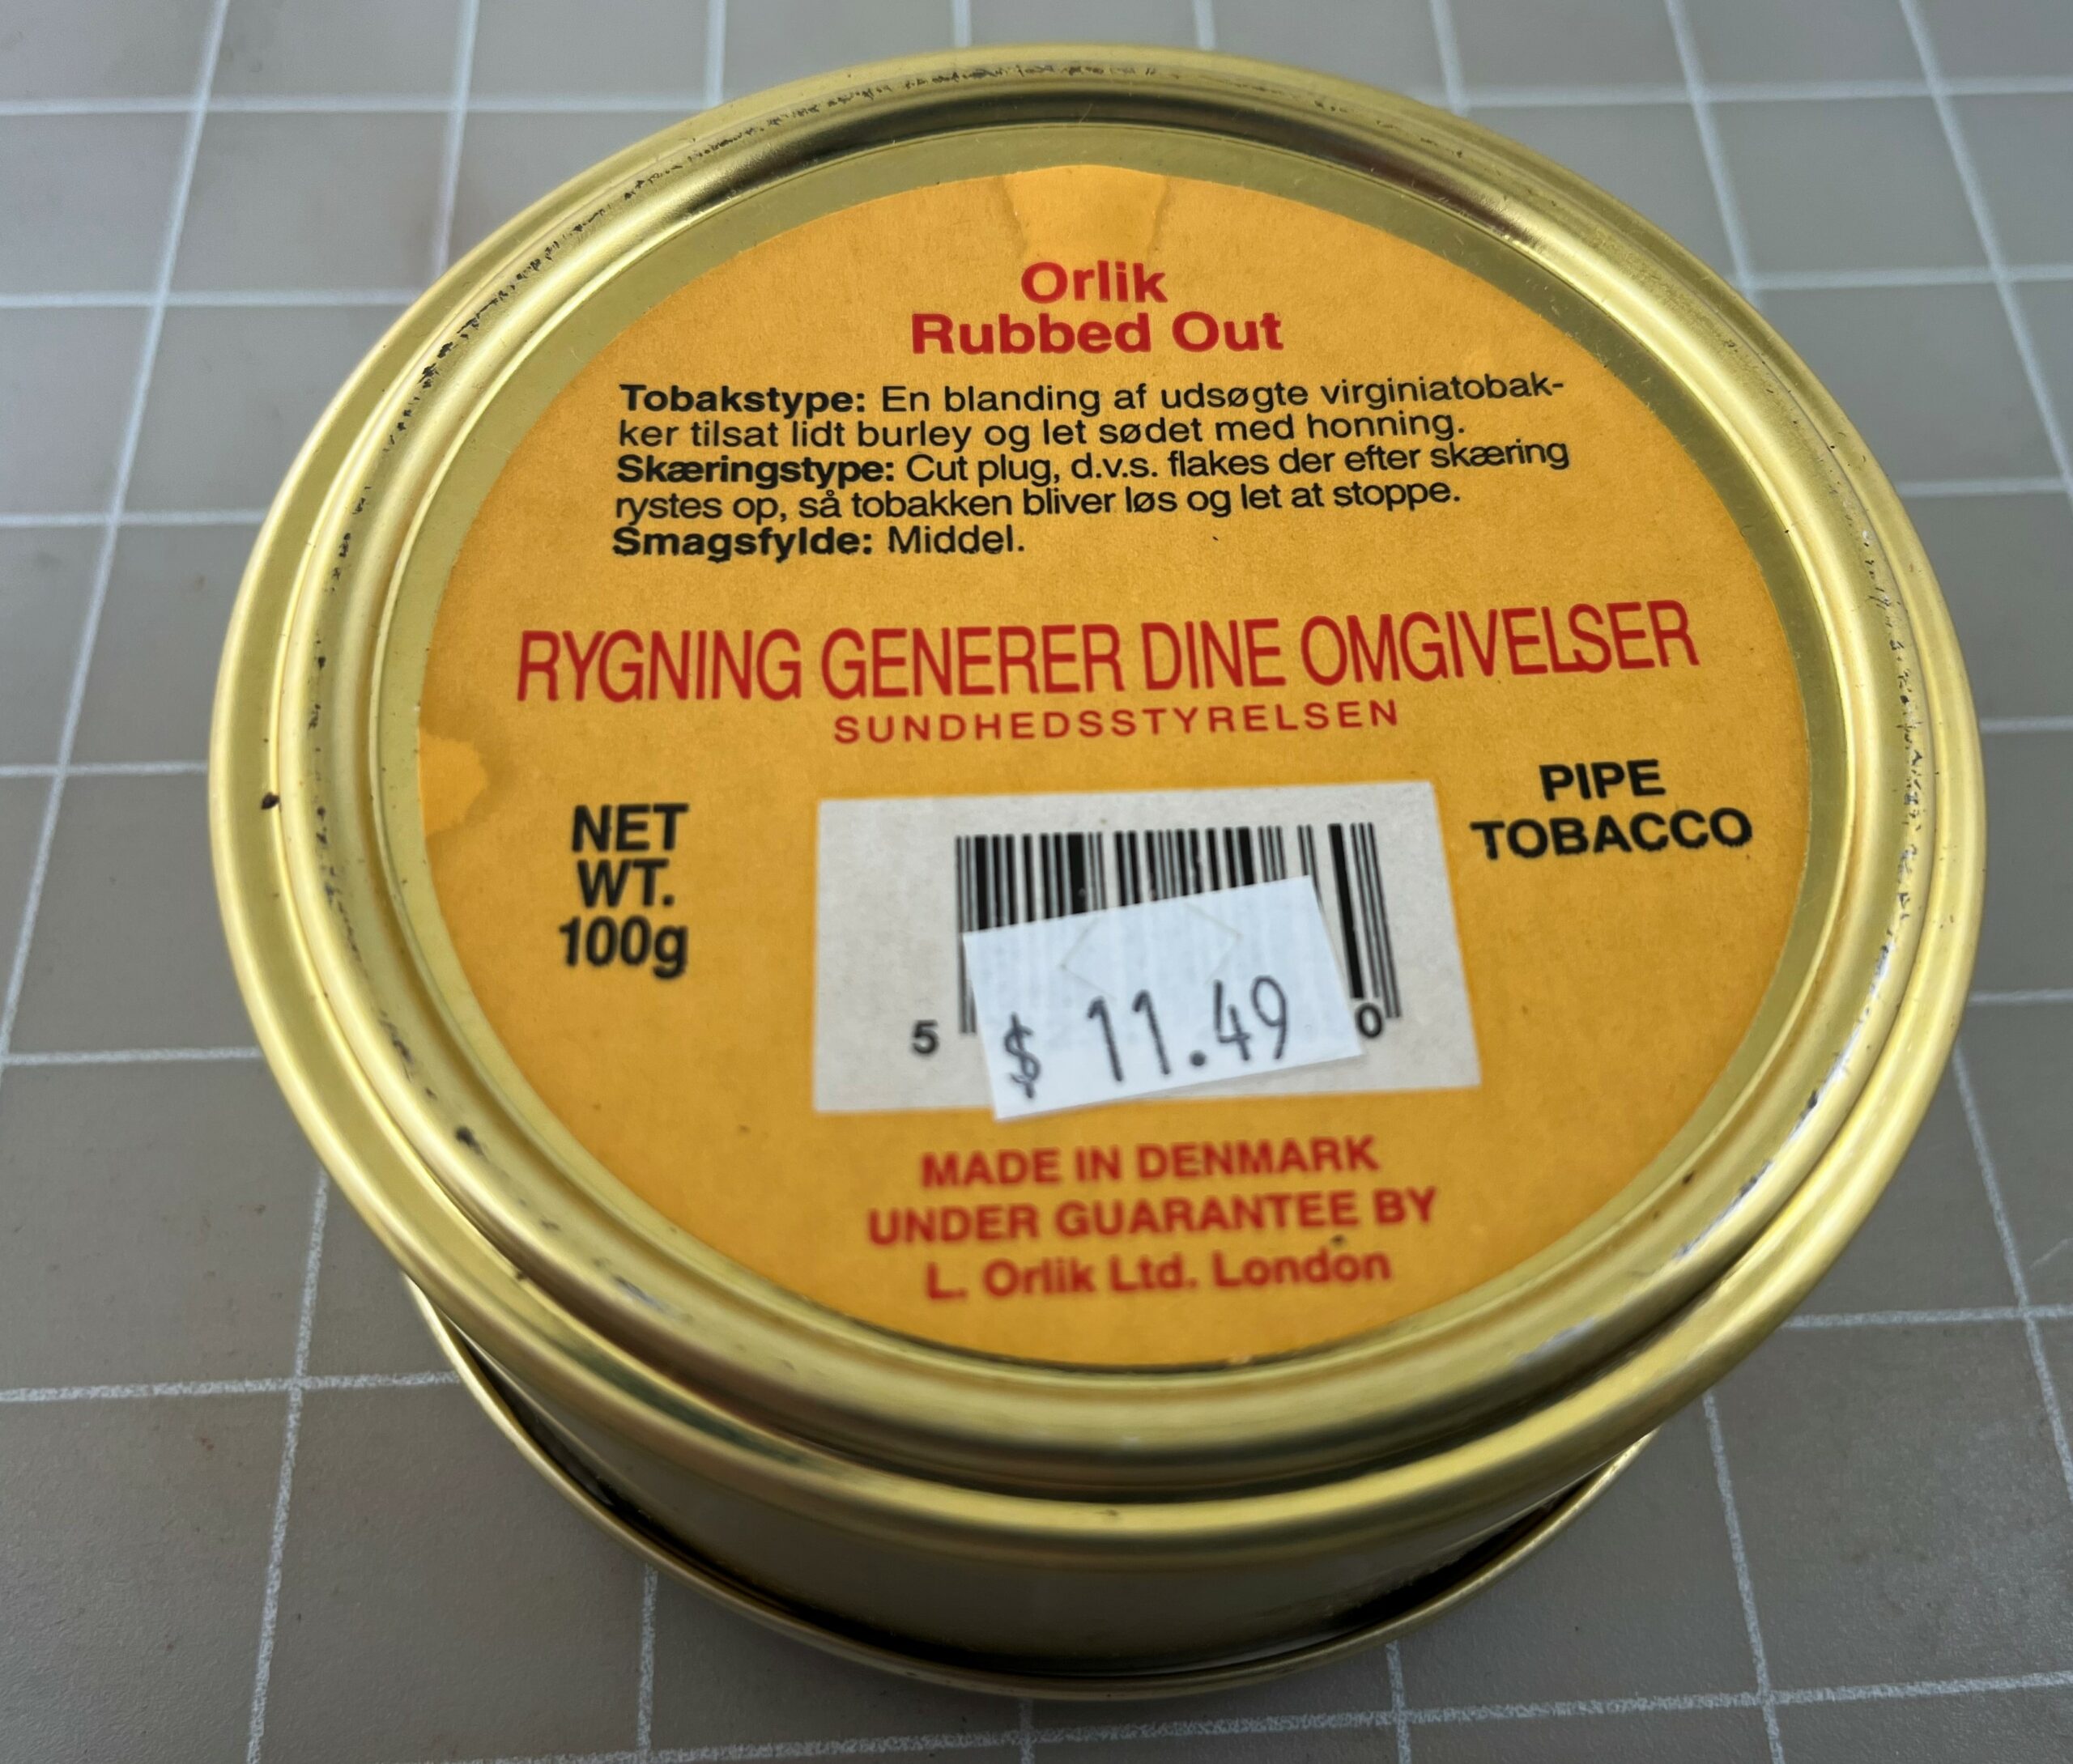 Orlik
Rubbed Out
Tobakstype: En blanding af udsøgte virginiatobak-
ker tilsat lidt burley og let sødet med honning.
Skæringstype: Cut plug, d.v.s. flakes der efter skæring
rystes op, så tobakken bliver løs og let at stoppe.
Smagsfylde: Middel.
RYGNING GENERER DINE OMGIVELSER
SUNDHEDSSTYRELSEN
NET
WT.
100g
PIPE
TOBACCO
5 0
$ 11.49
MADE IN DENMARK
UNDER GUARANTEE BY
L. Orlik Ltd. London